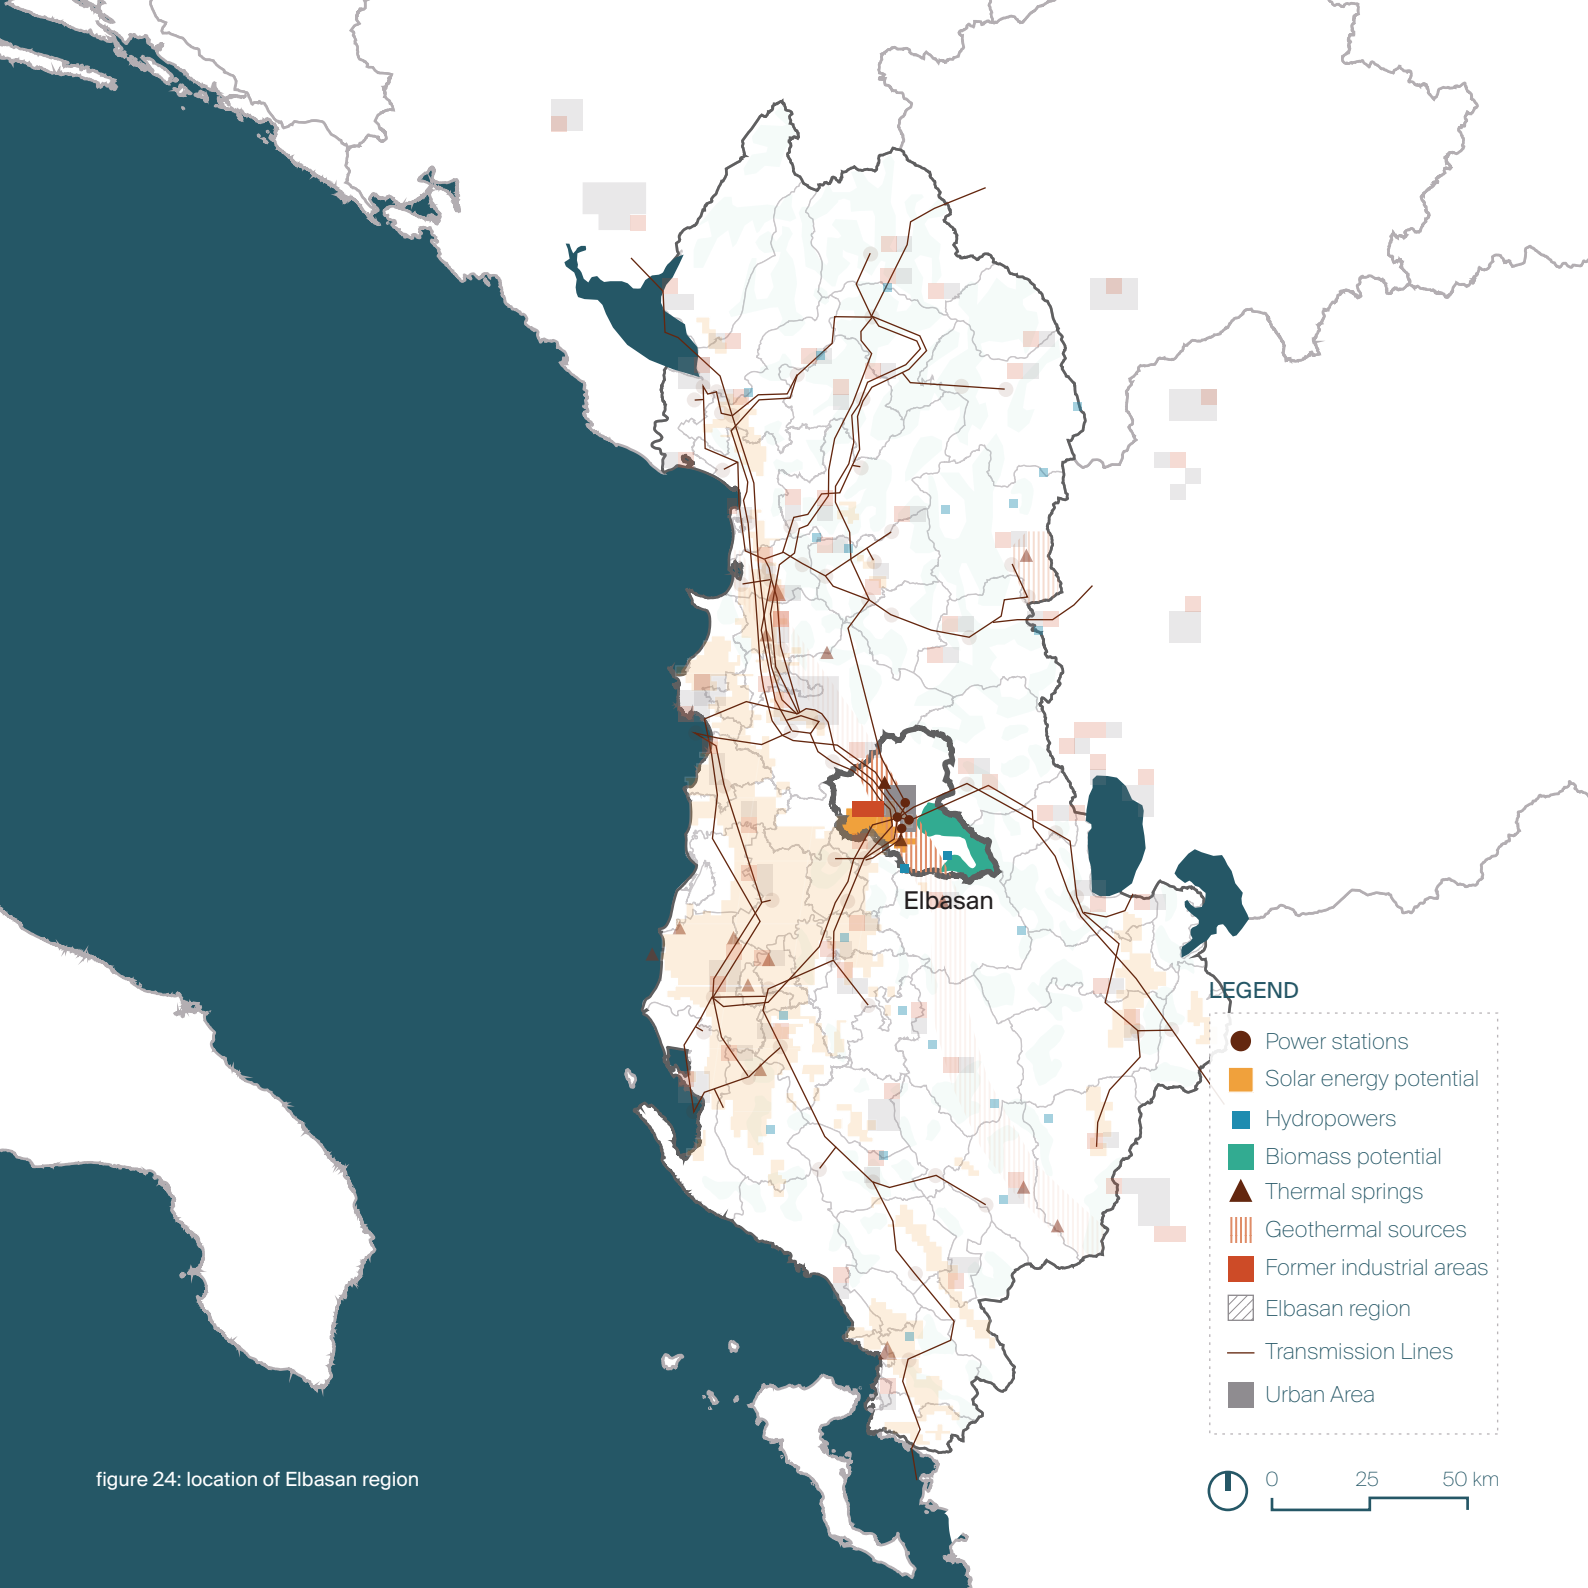 Elbasan
LEGEND
Power stations
Solar energy potential
Hydropowers
Biomass potential
Thermal springs
Geothermal sources
Former industrial areas
Elbasan region
Transmission Lines
Urban Area
0 25 50 km
figure 24: location of Elbasan region